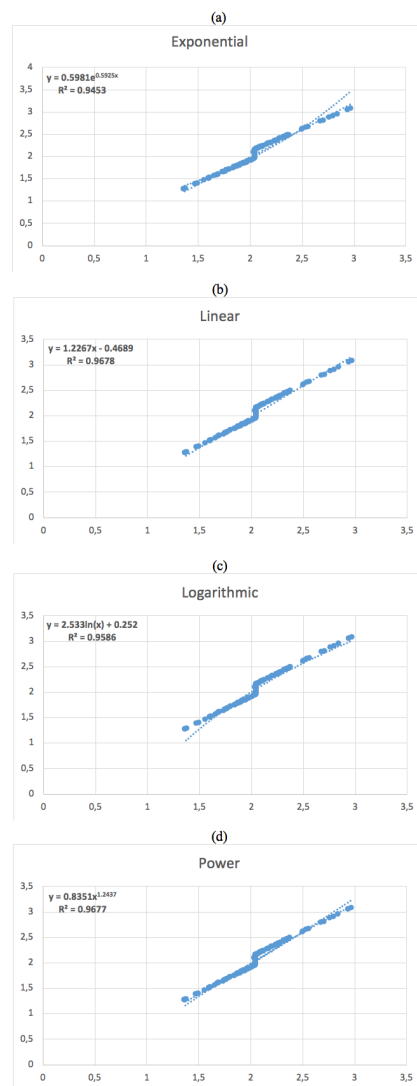 (a)
Exponential
y = 0.5981e^0.5925x
R² = 0.9453
4
3,5
3
2,5
2
1,5
1
0,5
0
0 0,5 1 1,5 2 2,5 3 3,5
(b)
Linear
y = 1.2267x - 0.4689
R² = 0.9678
3,5
3
2,5
2
1,5
1
0,5
0
0 0,5 1 1,5 2 2,5 3 3,5
(c)
Logarithmic
y = 2.533ln(x) + 0.252
R² = 0.9586
3,5
3
2,5
2
1,5
1
0,5
0
0 0,5 1 1,5 2 2,5 3 3,5
(d)
Power
y = 0.8351x^1.2437
R² = 0.9677
3,5
3
2,5
2
1,5
1
0,5
0
0 0,5 1 1,5 2 2,5 3 3,5